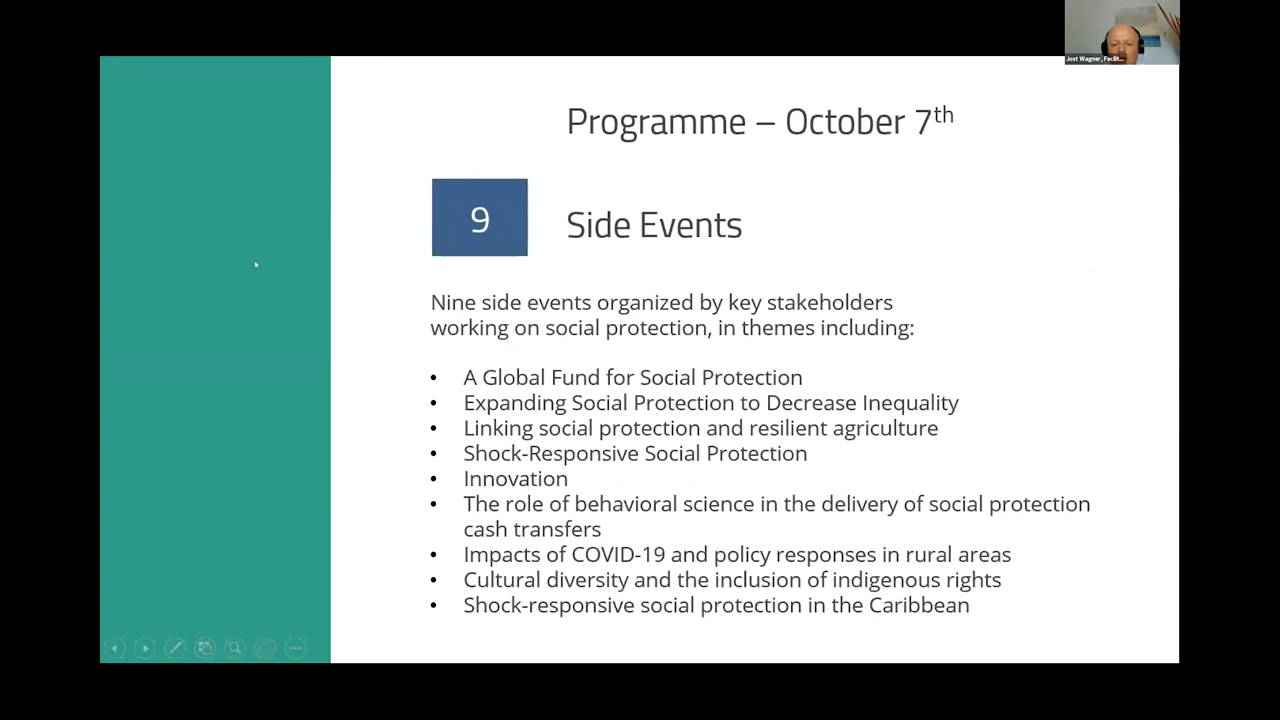 Jost Wagner, Facilit...
Programme – October 7th
9
Side Events
Nine side events organized by key stakeholders
working on social protection, in themes including:
• A Global Fund for Social Protection
• Expanding Social Protection to Decrease Inequality
• Linking social protection and resilient agriculture
• Shock-Responsive Social Protection
• Innovation
• The role of behavioral science in the delivery of social protection
cash transfers
• Impacts of COVID-19 and policy responses in rural areas
• Cultural diversity and the inclusion of indigenous rights
• Shock-responsive social protection in the Caribbean